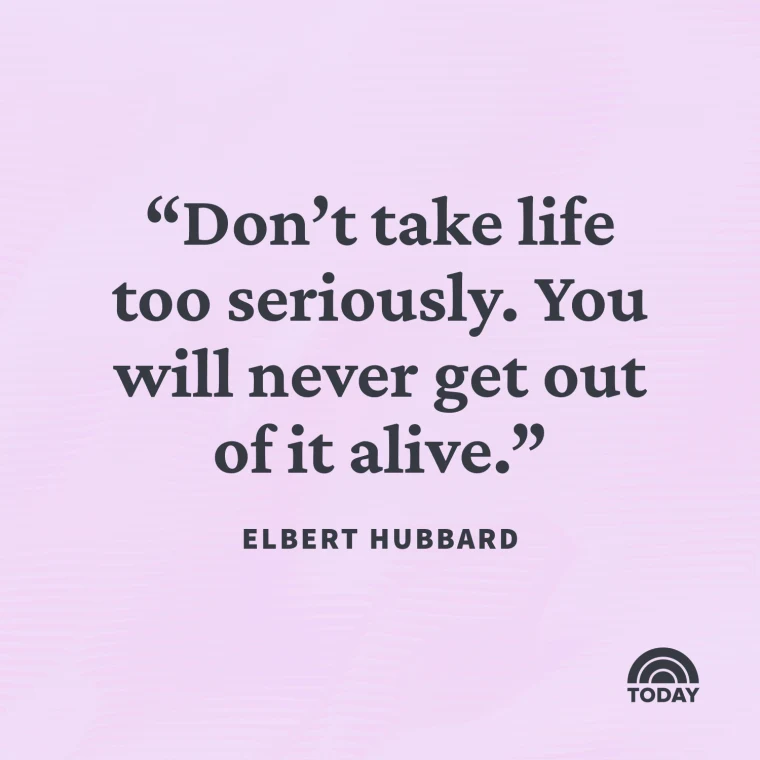 “Don’t take life
too seriously. You
will never get out
of it alive.”
ELBERT HUBBARD
TODAY